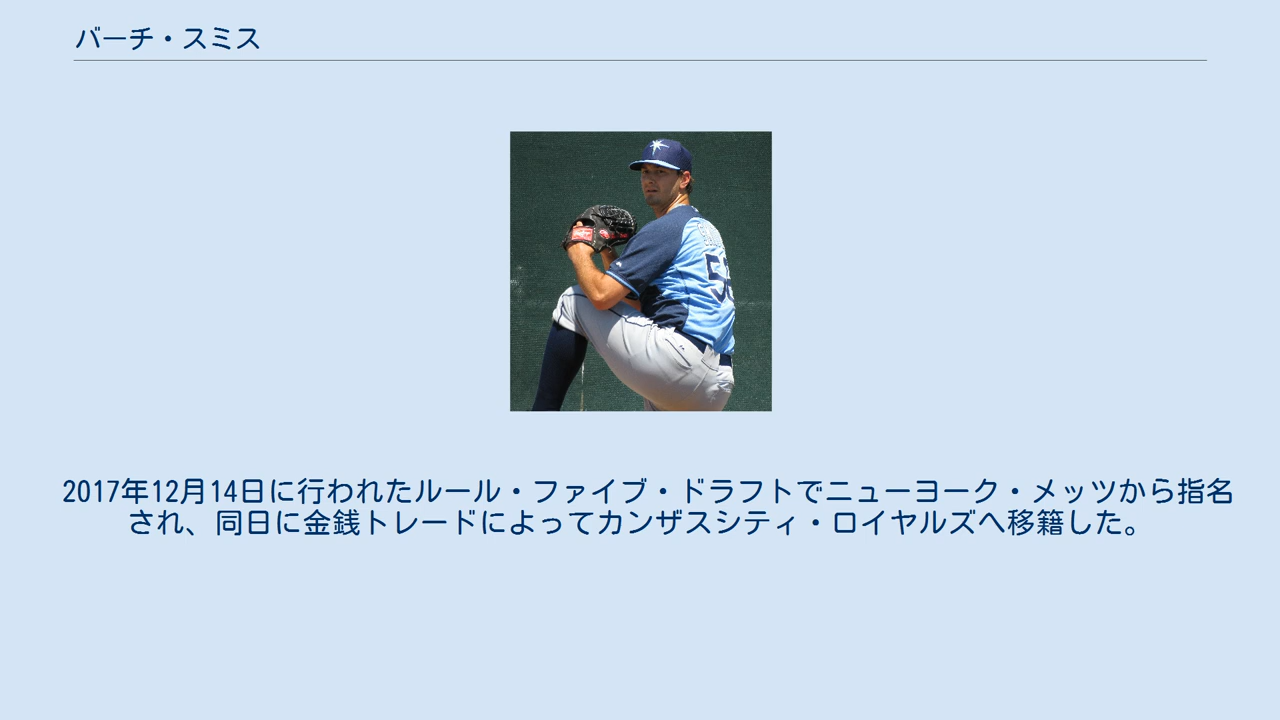 バーチ・スミス
2017年12月14日に行われたルール・ファイブ・ドラフトでニューヨーク・メッツから指名
され、同日に金銭トレードによってカンザスシティ・ロイヤルズへ移籍した。